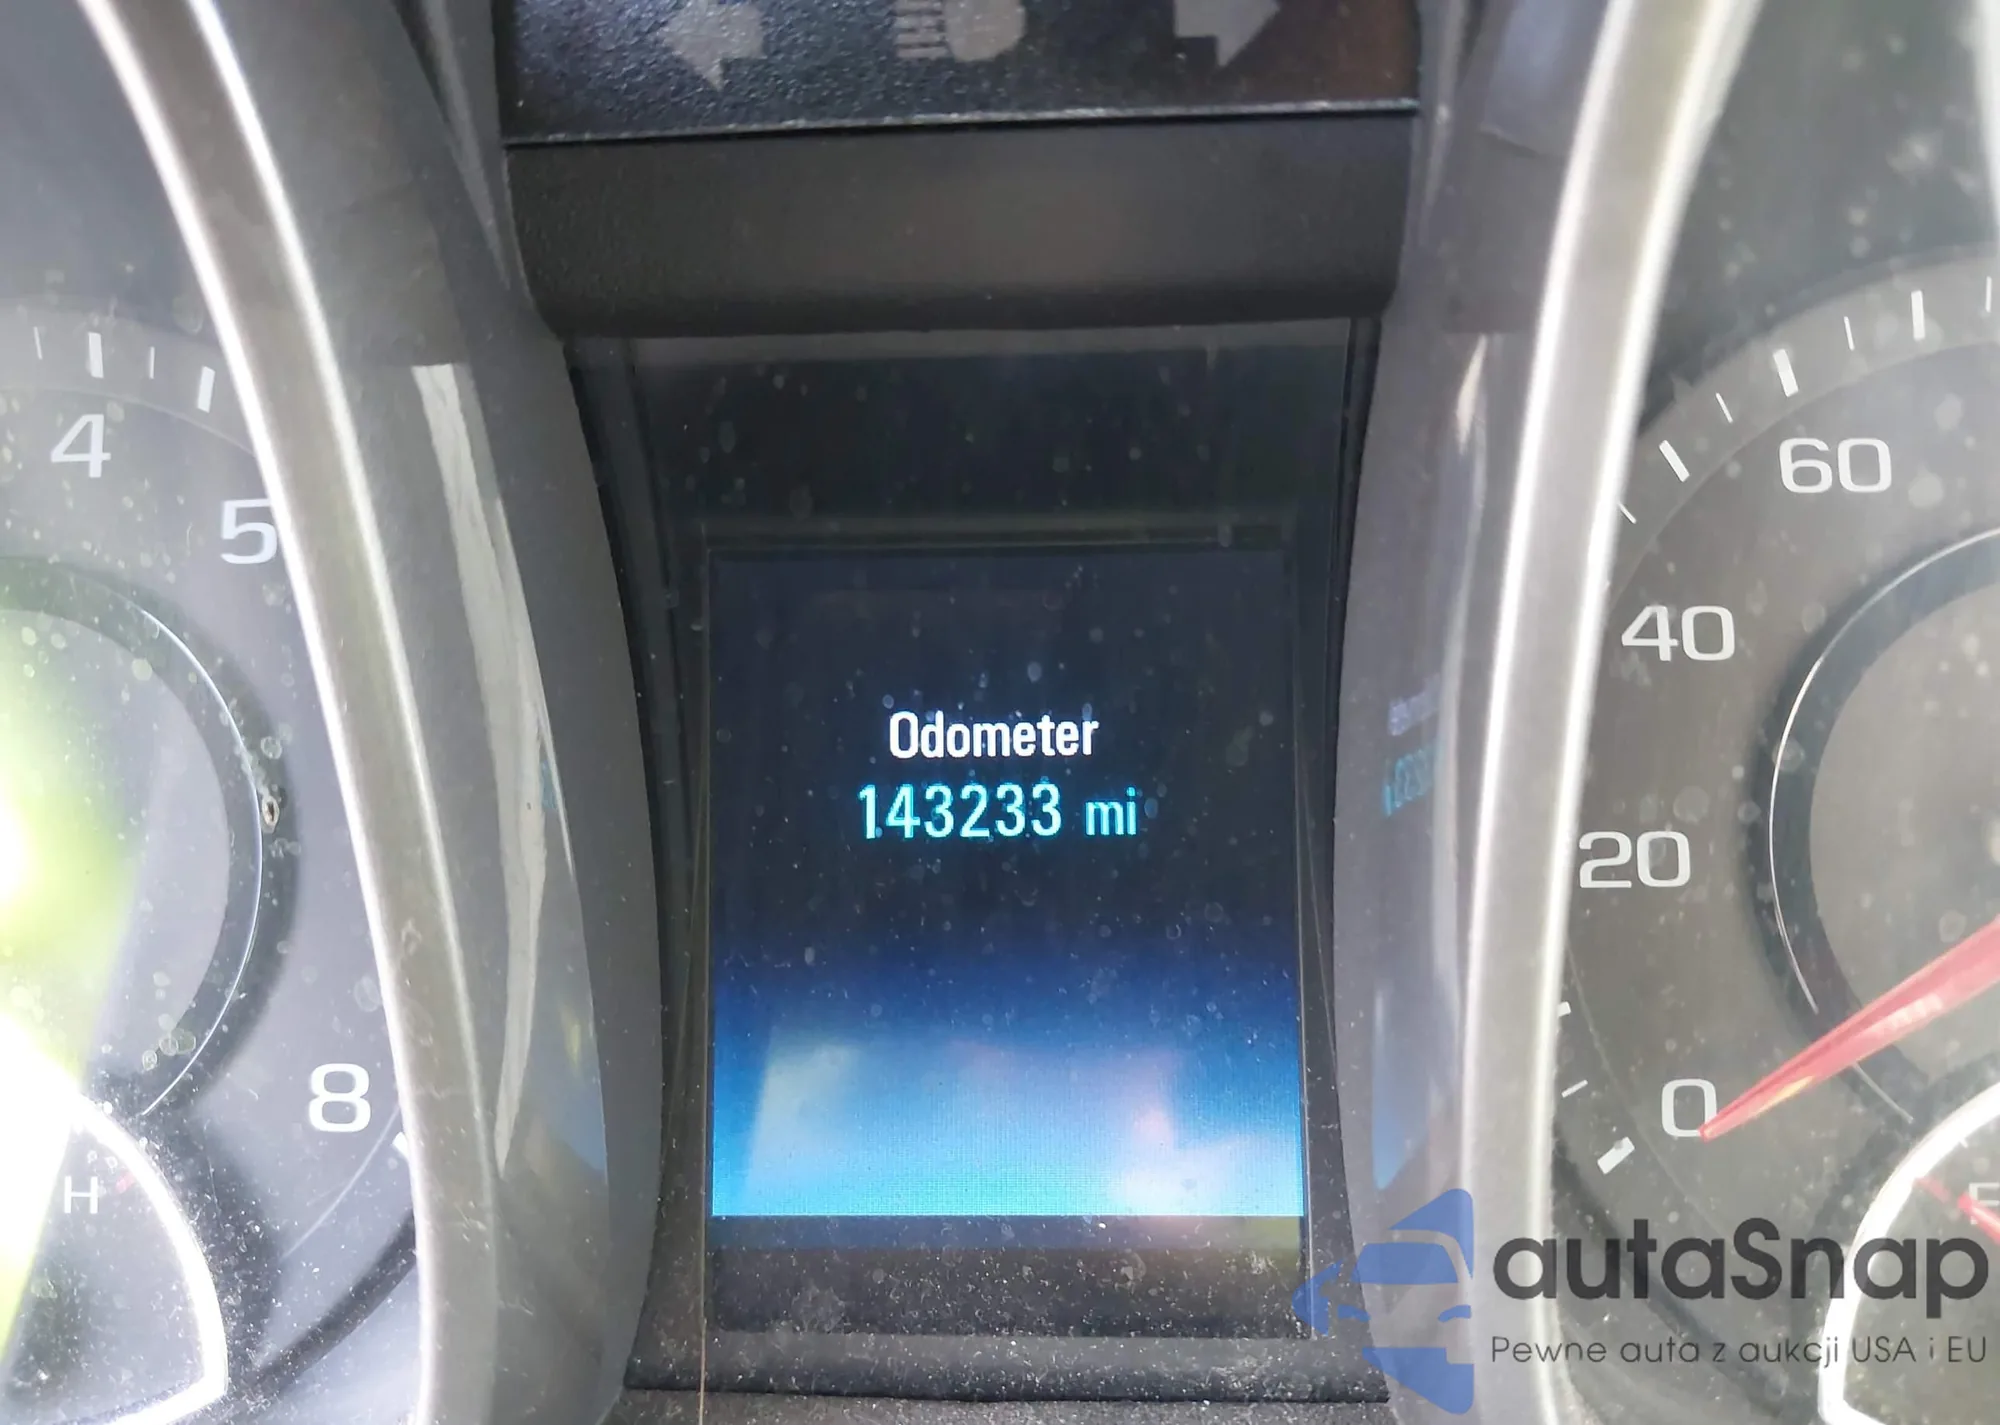 4
5
8
H
Odometer
143233 mi
60
40
20
0
autaSnap
Pewne auta z aukcji USA i EU